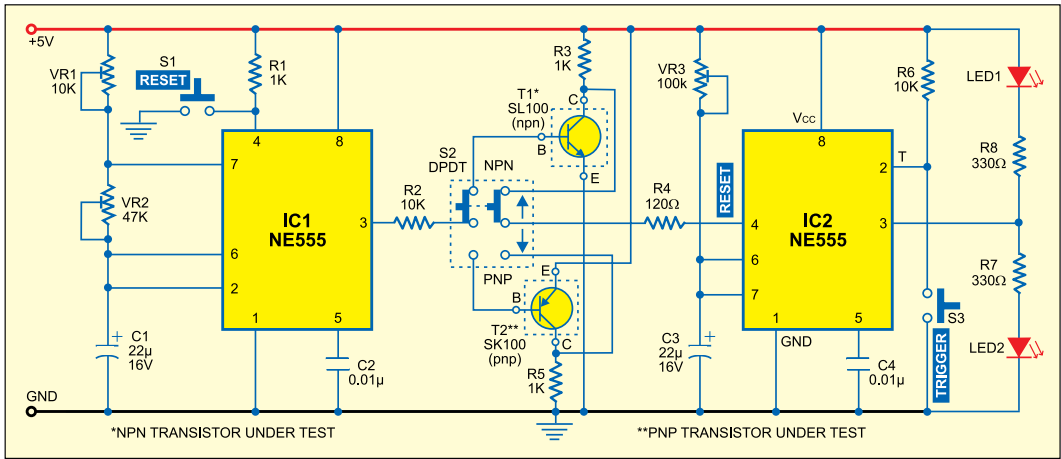 +5V
VR1
10K
S1
RESET
R1
1K
4
8
7
VR2
47K
6
2
IC1
NE555
3
1
5
C1
22µ
16V
+
C2
0.01µ
R2
10K
S2
DPDT
NPN
PNP
R3
1K
T1*
SL100
(npn)
C
B
E
E
B
C
T2**
SK100
(pnp)
R5
1K
R4
120Ω
VR3
100k
RESET
VCC
8
4
6
7
IC2
NE555
2
T
3
1
GND
5
C3
22µ
16V
+
C4
0.01µ
R6
10K
S3
TRIGGER
LED1
R8
330Ω
R7
330Ω
LED2
GND
*NPN TRANSISTOR UNDER TEST
**PNP TRANSISTOR UNDER TEST